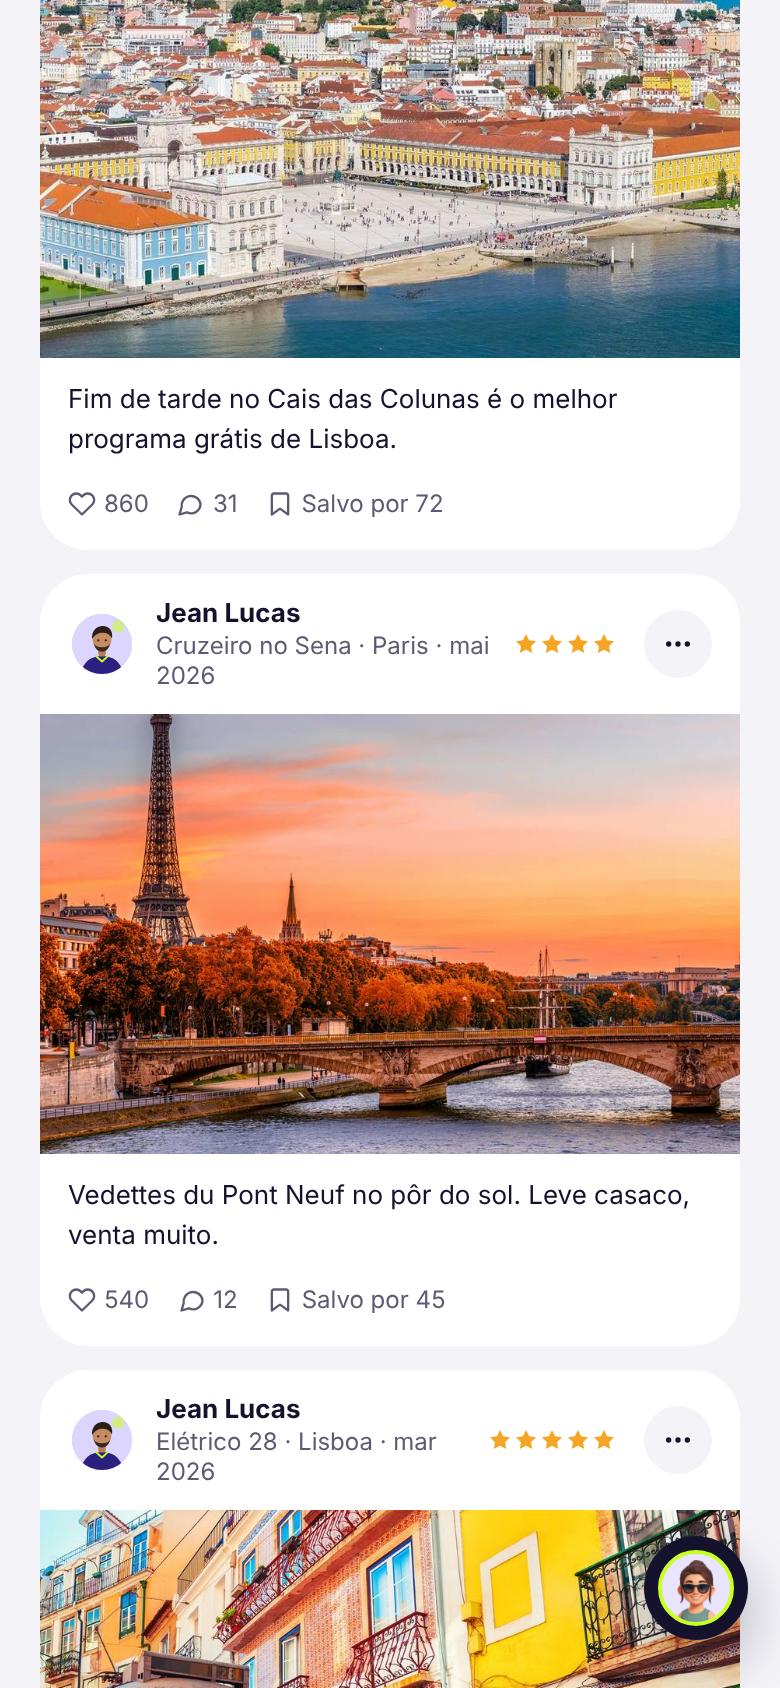 Fim de tarde no Cais das Colunas é o melhor
programa grátis de Lisboa.
860 31 Salvo por 72
Jean Lucas
Cruzeiro no Sena · Paris · mai
2026
Vedettes du Pont Neuf no pôr do sol. Leve casaco,
venta muito.
540 12 Salvo por 45
Jean Lucas
Elétrico 28 · Lisboa · mar
2026